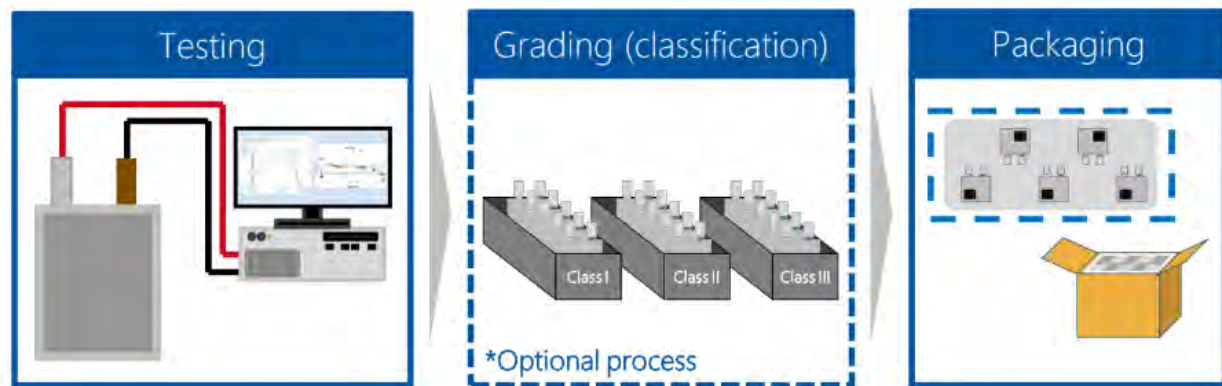 Testing
Grading (classification)
Packaging
Class I
Class II
Class III
*Optional process